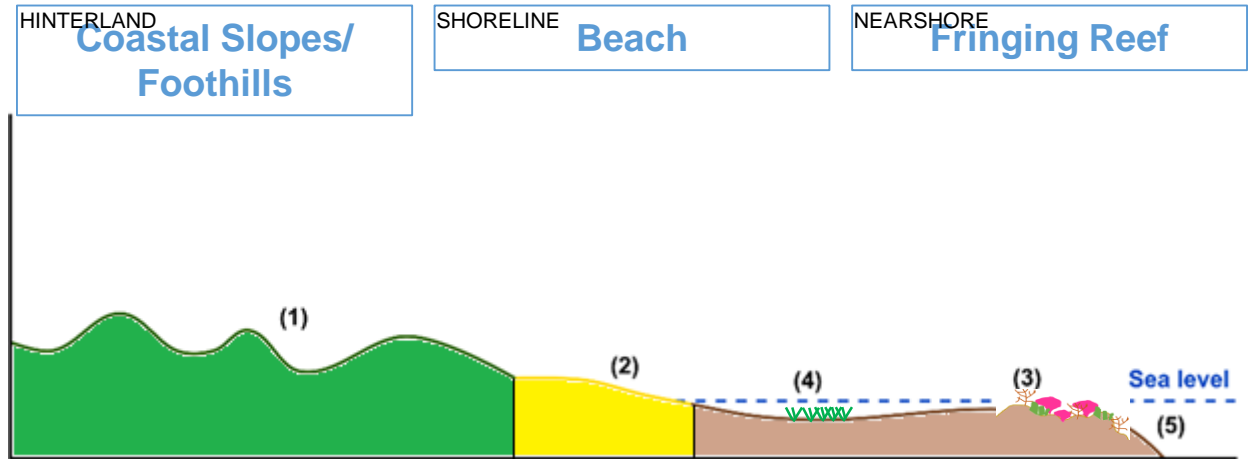 HINTERLAND
Coastal Slopes/
Foothills
SHORELINE
Beach
NEARSHORE
Fringing Reef
(1)
(2)
(4)
(3)
Sea level
(5)